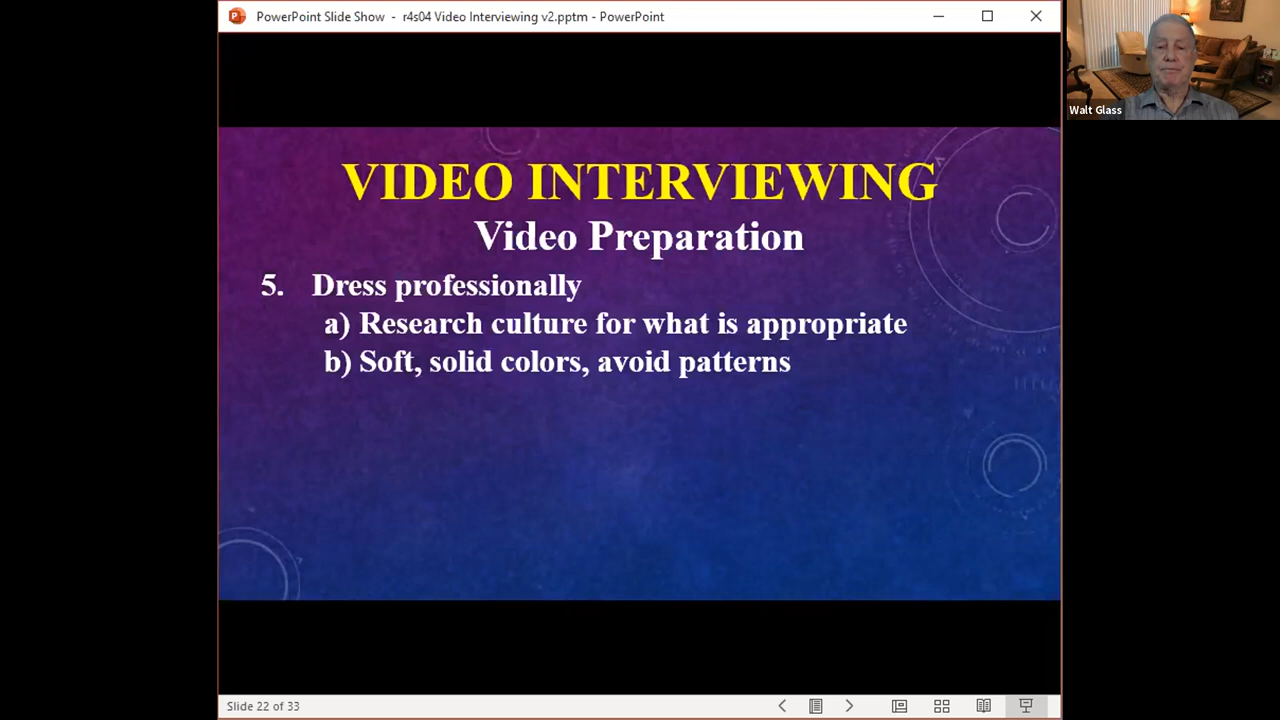 PowerPoint Slide Show - r4s04 Video Interviewing v2.pptm - PowerPoint
Walt Glass
VIDEO INTERVIEWING
Video Preparation
5. Dress professionally
a) Research culture for what is appropriate
b) Soft, solid colors, avoid patterns
Slide 22 of 33